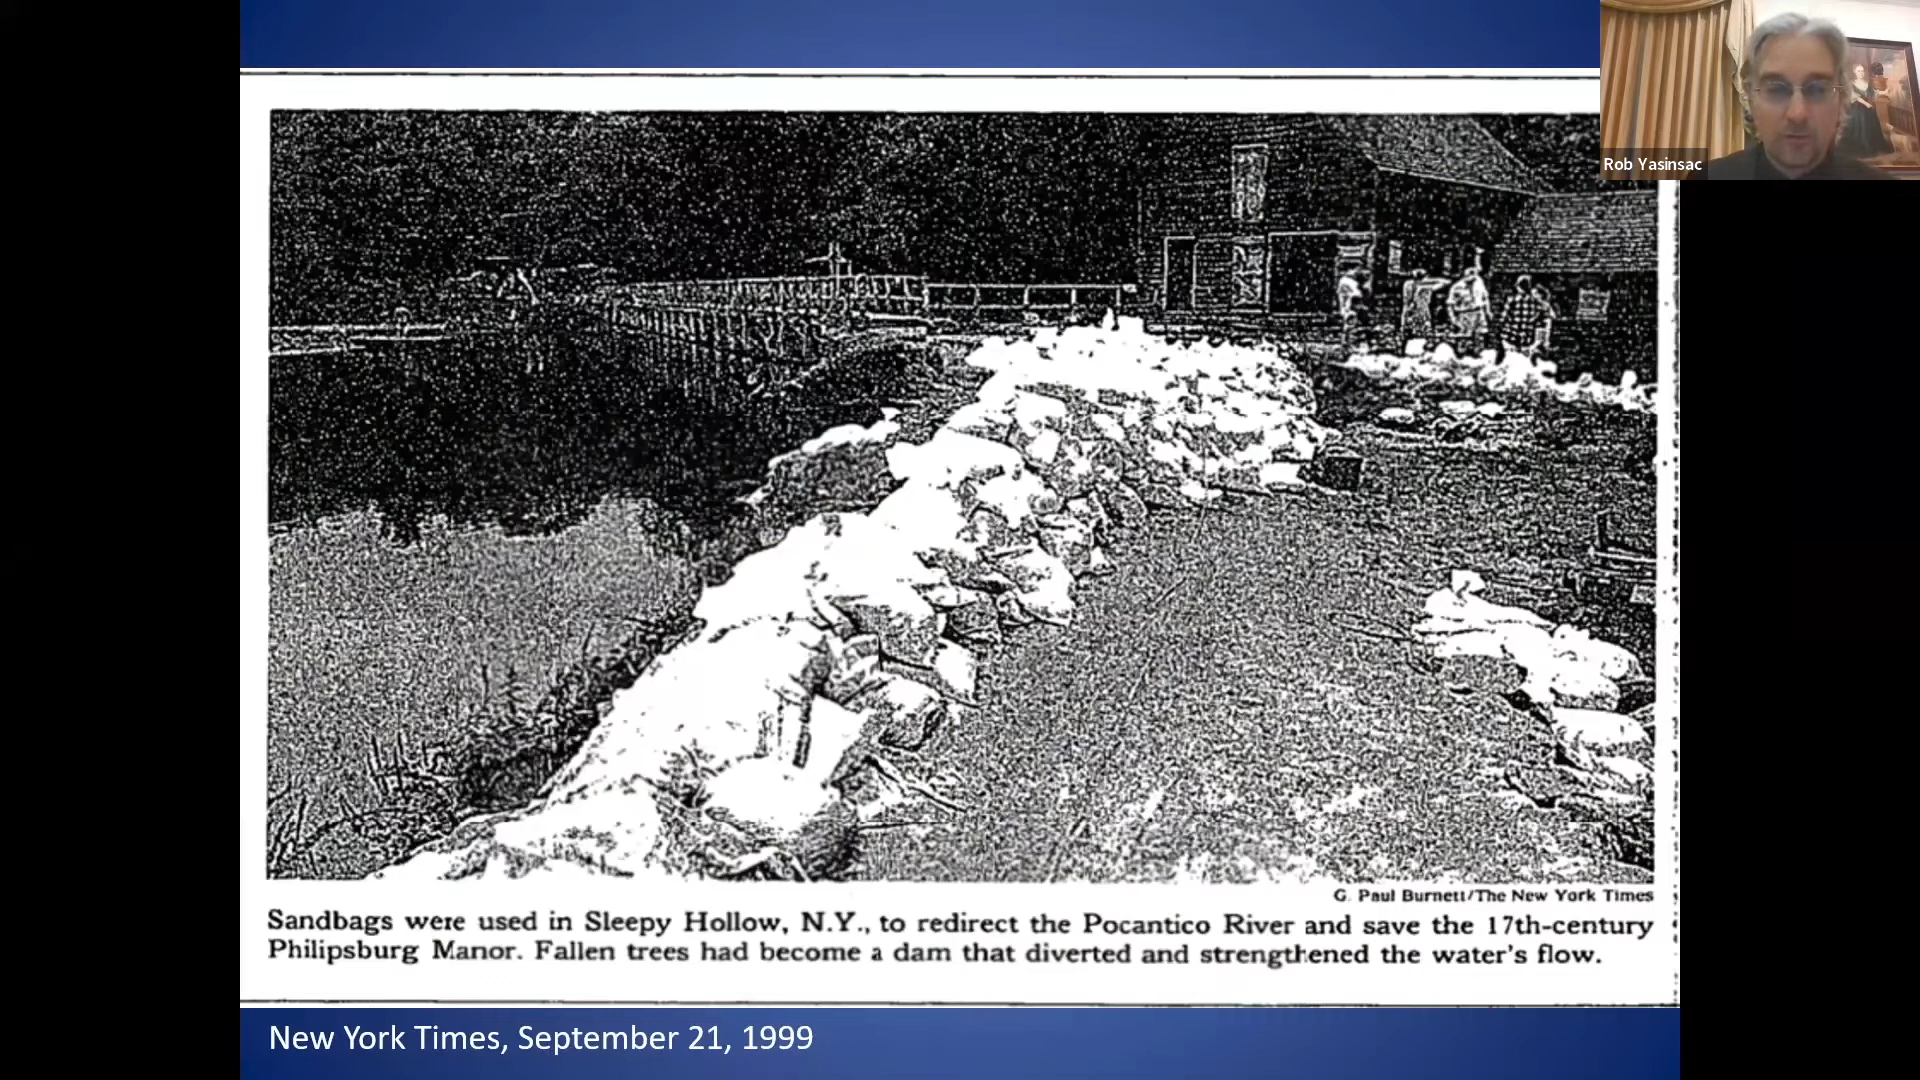 Rob Yasinsac
G. Paul Burnett/The New York Times
Sandbags were used in Sleepy Hollow, N.Y., to redirect the Pocantico River and save the 17th-century
Philipsburg Manor. Fallen trees had become a dam that diverted and strengthened the water's flow.
New York Times, September 21, 1999